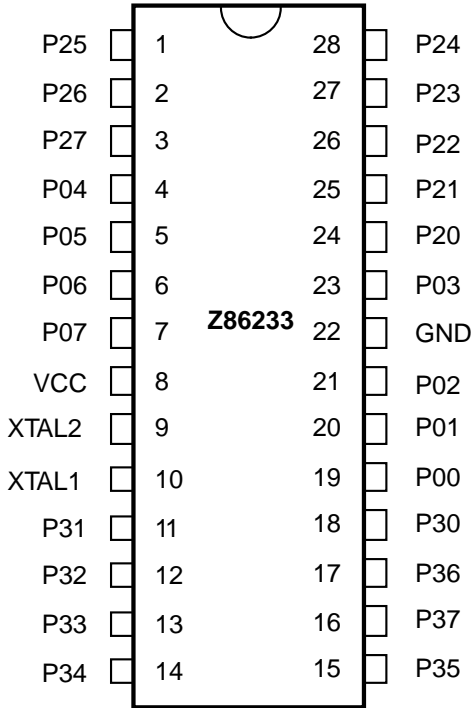 P25 1 28 P24
P26 2 27 P23
P27 3 26 P22
P04 4 25 P21
P05 5 24 P20
P06 6 23 P03
P07 7 Z86233 22 GND
VCC 8 21 P02
XTAL2 9 20 P01
XTAL1 10 19 P00
P31 11 18 P30
P32 12 17 P36
P33 13 16 P37
P34 14 15 P35